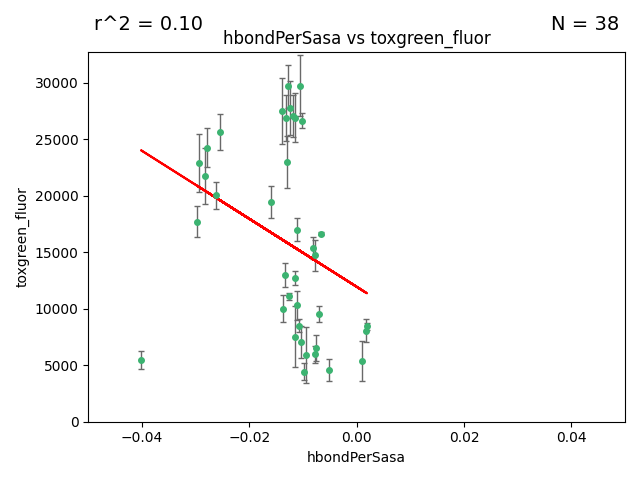 r^2 = 0.10
N = 38
hbondPerSasa vs toxgreen_fluor
30000
25000
20000
15000
10000
5000
0
toxgreen_fluor
−0.04
−0.02
0.00
0.02
0.04
hbondPerSasa